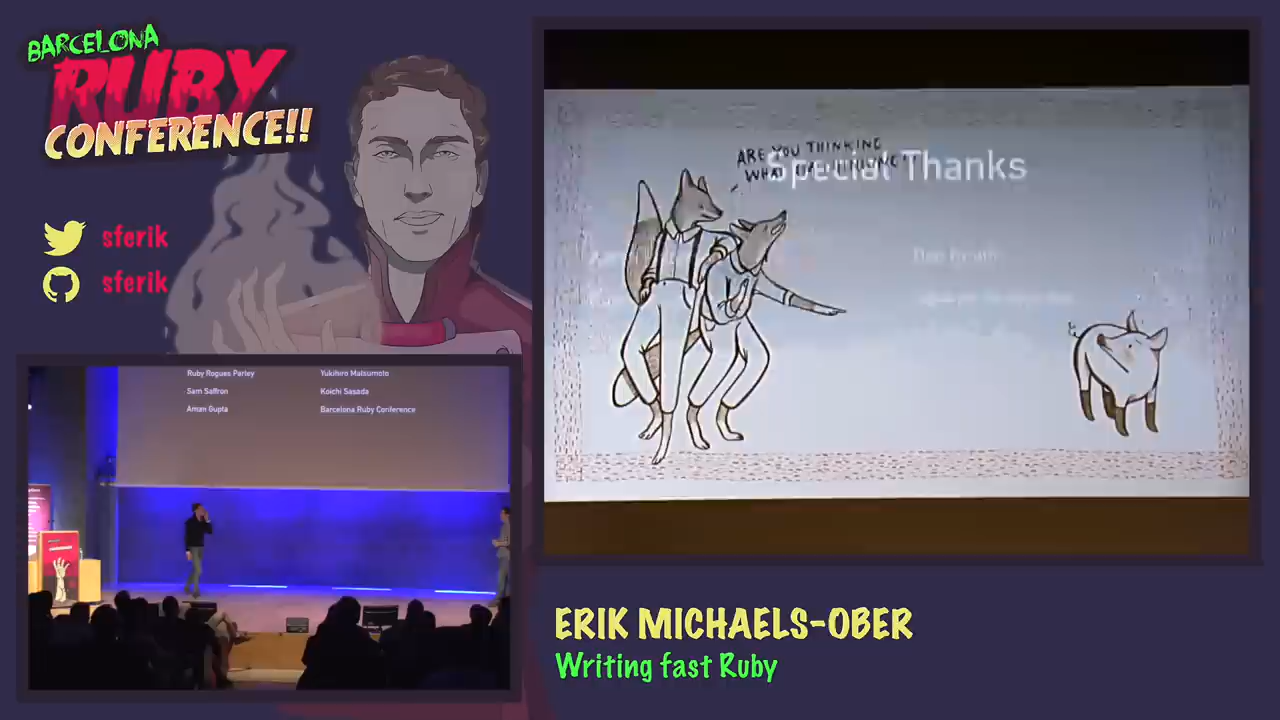 BARCELONA
RUBY
CONFERENCE!!
sferik
sferik
ARE YOU THINKING
WHAT
Special Thanks
Ruby Rogues Parley
Yukihiro Matsumoto
Sam Saffron
Koichi Sasada
Aman Gupta
Barcelona Ruby Conference
ERIK MICHAELS-OBER
Writing fast Ruby